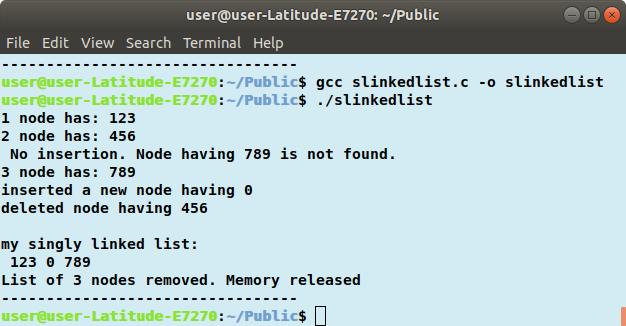 user@user-Latitude-E7270: ~/Public
File Edit View Search Terminal Help
---------------------------------
user@user-Latitude-E7270:~/Public$ gcc slinkedlist.c -o slinkedlist
user@user-Latitude-E7270:~/Public$ ./slinkedlist
1 node has: 123
2 node has: 456
 No insertion. Node having 789 is not found.
3 node has: 789
inserted a new node having 0
deleted node having 456

my singly linked list:
 123 0 789
List of 3 nodes removed. Memory released
---------------------------------
user@user-Latitude-E7270:~/Public$